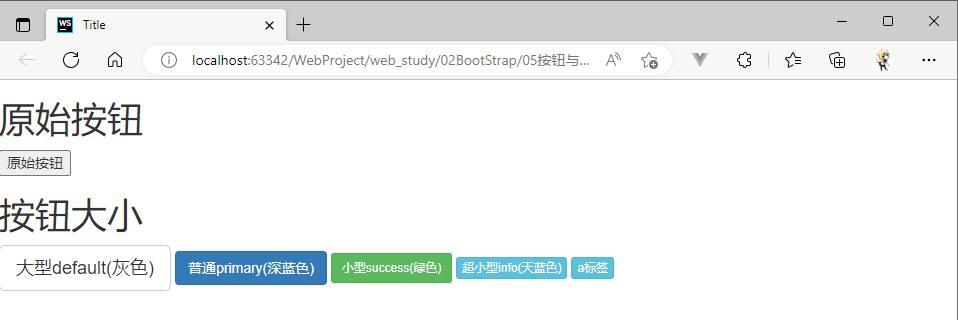 WS Title
localhost:63342/WebProject/web_study/02BootStrap/05按钮与...
原始按钮
原始按钮
按钮大小
大型default(灰色) 普通primary(深蓝色) 小型success(绿色) 超小型info(天蓝色) a标签